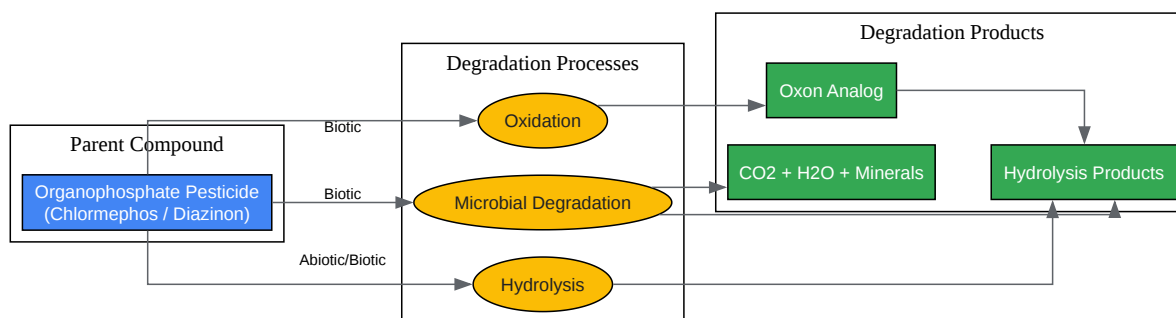 Parent Compound
Organophosphate Pesticide
(Chlormephos / Diazinon)
Biotic
Biotic
Abiotic/Biotic
Degradation Processes
Oxidation
Microbial Degradation
Hydrolysis
Degradation Products
Oxon Analog
CO2 + H2O + Minerals
Hydrolysis Products